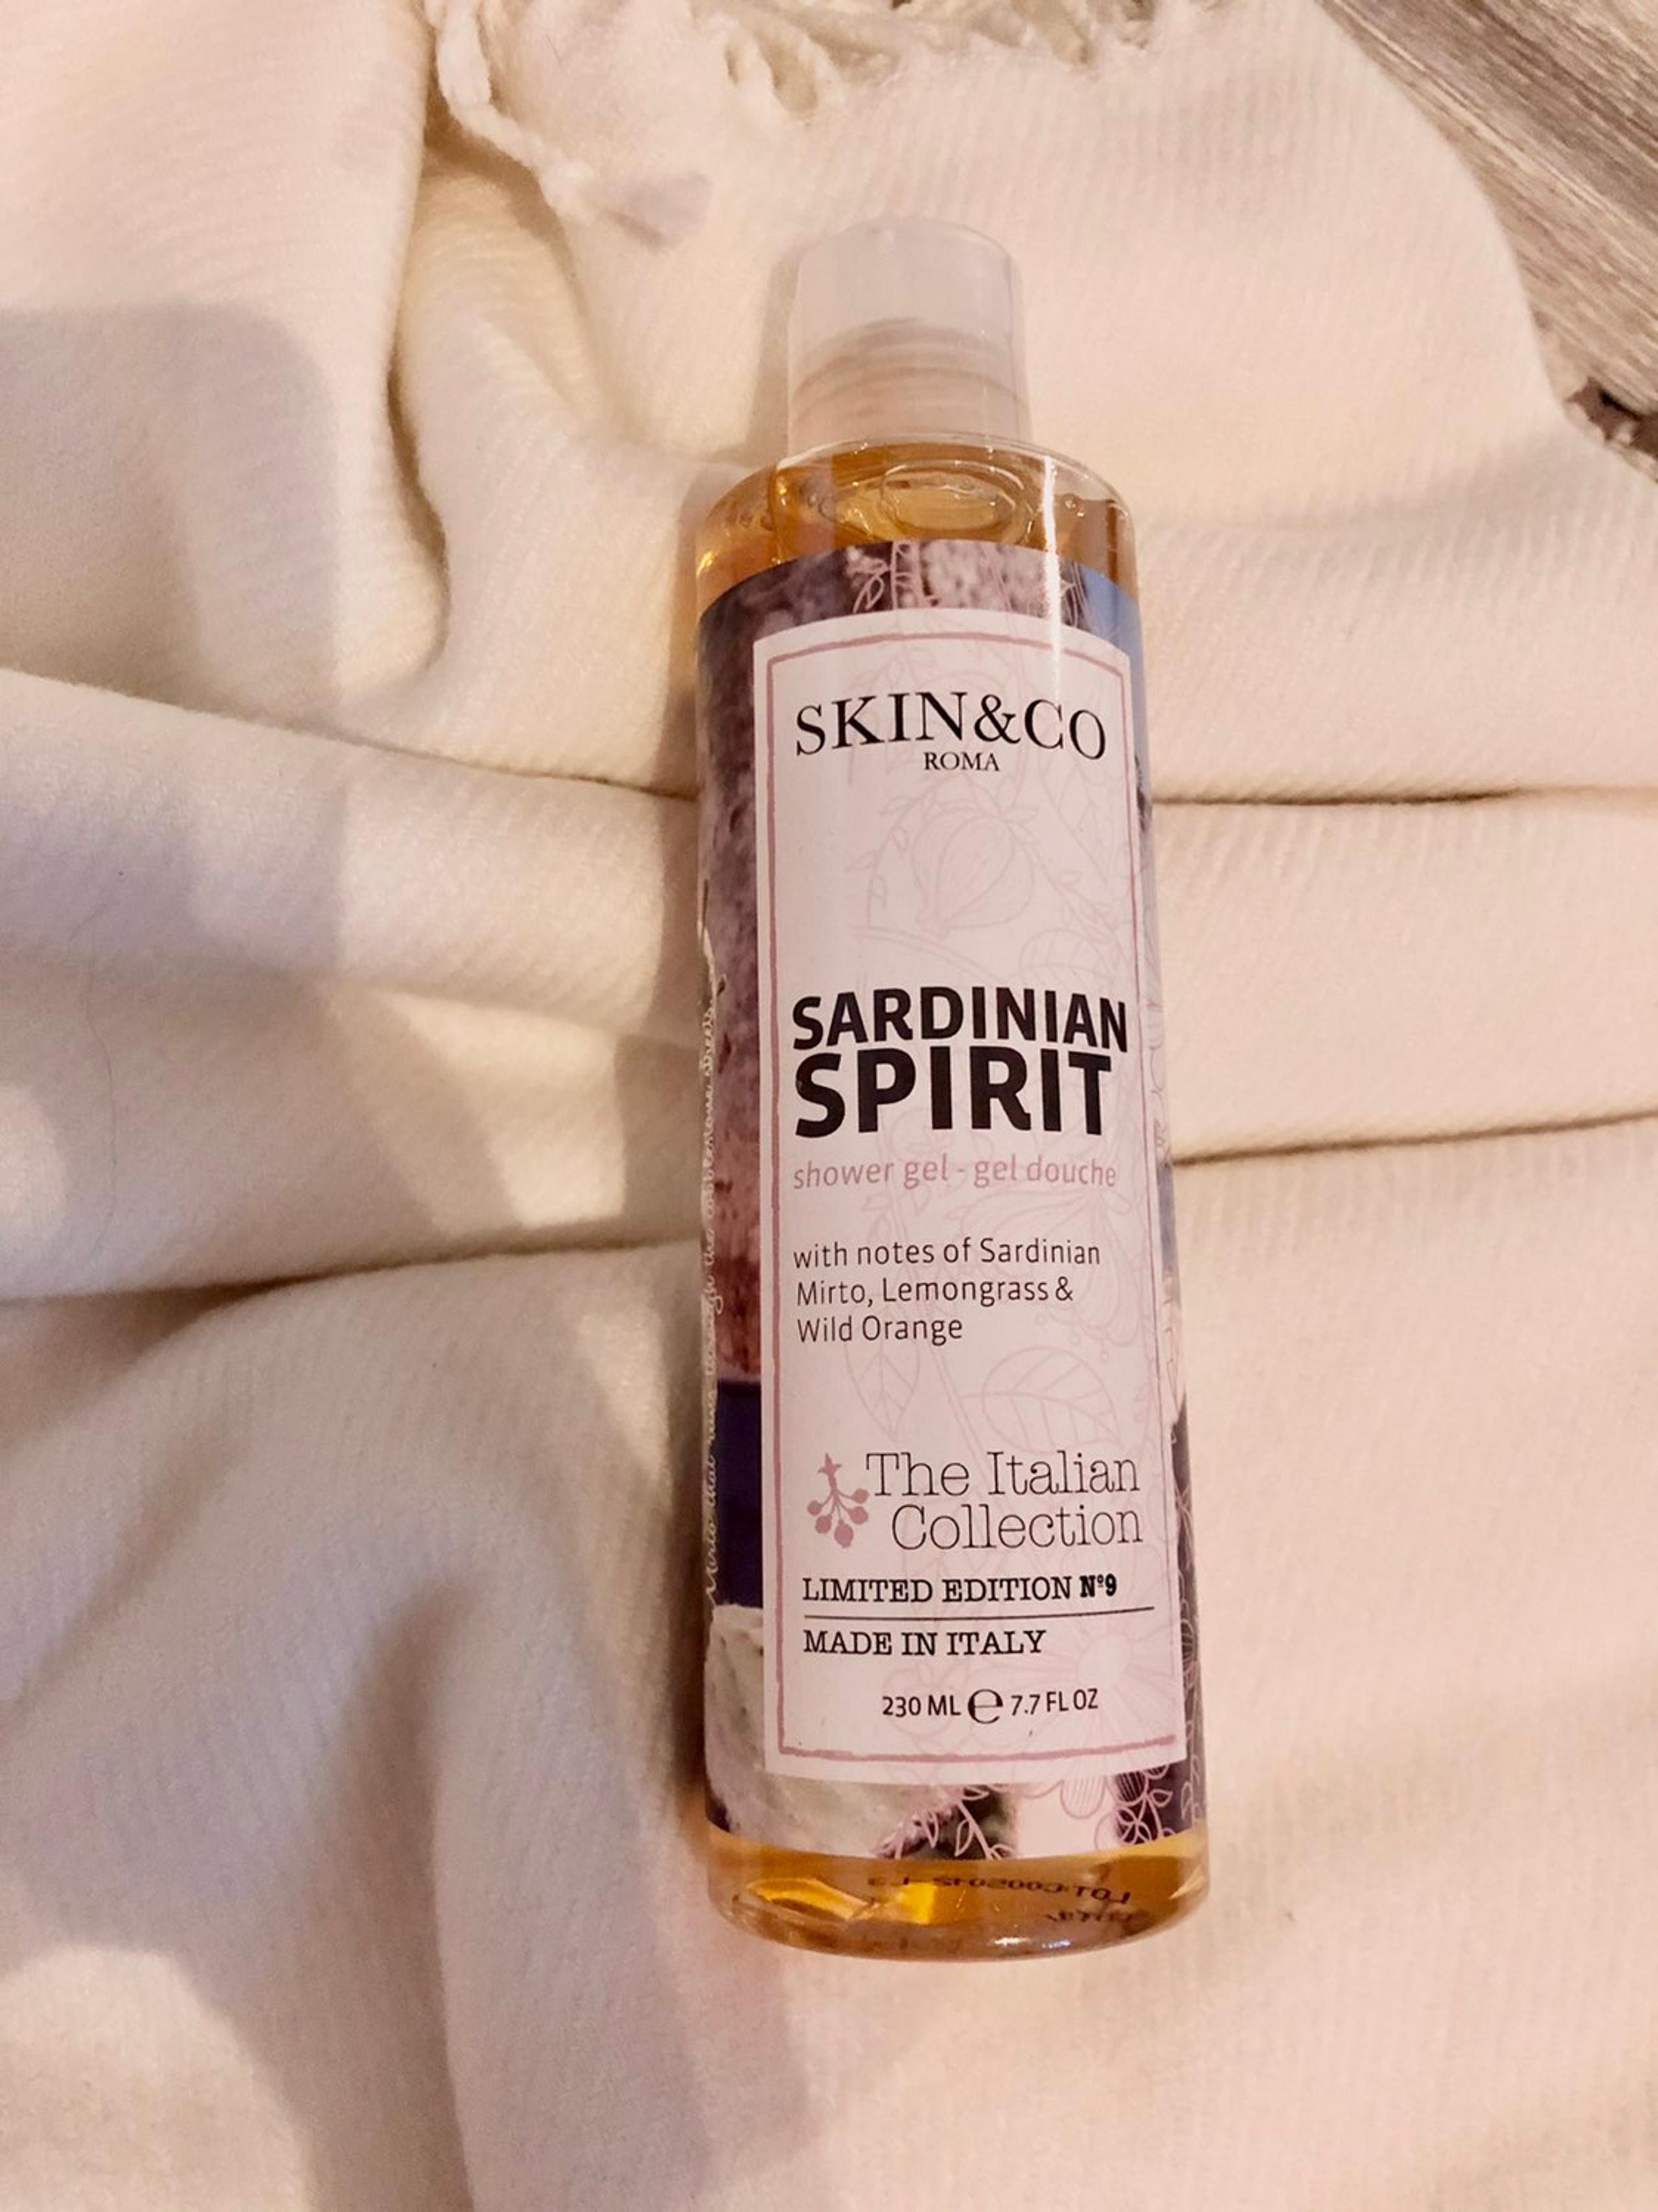 SKIN&CO
ROMA
SARDINIAN
SPIRIT
shower gel - gel douche
with notes of Sardinian
Mirto, Lemongrass &
Wild Orange
The Italian
Collection
LIMITED EDITION Nº9
MADE IN ITALY
230 ML ℮ 7.7 FL OZ